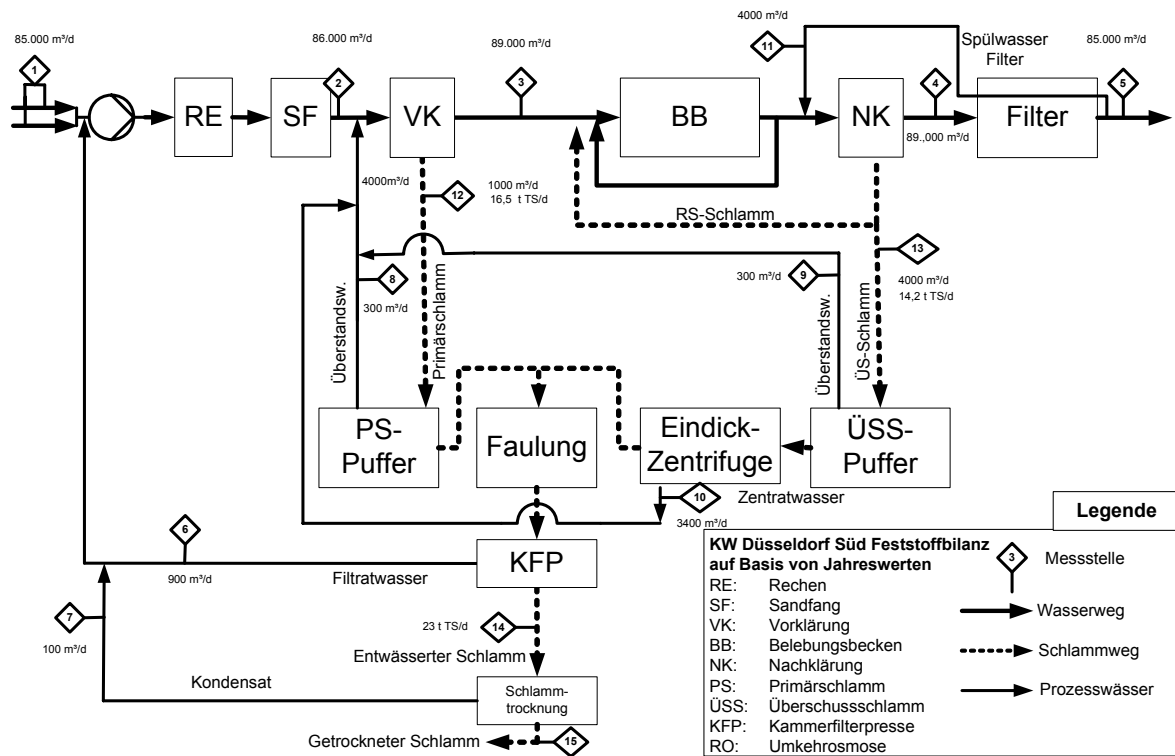 85.000 m³/d
1
86.000 m³/d
2
89.000 m³/d
3
4000 m³/d
11
Spülwasser
Filter
85.000 m³/d
4
5
RE
SF
VK
BB
NK
Filter
89.,000 m³/d
4000m³/d
12
1000 m³/d
16,5 t TS/d
RS-Schlamm
13
4000 m³/d
14,2 t TS/d
8
300 m³/d
300 m³/d
9
Überstandsw.
Primärschlamm
Überstandsw.
ÜS-Schlamm
PS-
Puffer
Faulung
Eindick-
Zentrifuge
ÜSS-
Puffer
10
Zentratwasser
3400 m³/d
6
900 m³/d
Filtratwasser
KFP
7
100 m³/d
23 t TS/d
14
Entwässerter Schlamm
Kondensat
Schlamm-
trocknung
Getrockneter Schlamm
15
Legende
KW Düsseldorf Süd Feststoffbilanz
auf Basis von Jahreswerten
RE: Rechen
SF: Sandfang
VK: Vorklärung
BB: Belebungsbecken
NK: Nachklärung
PS: Primärschlamm
ÜSS: Überschussschlamm
KFP: Kammerfilterpresse
RO: Umkehrosmose
3
Messstelle
Wasserweg
Schlammweg
Prozesswässer